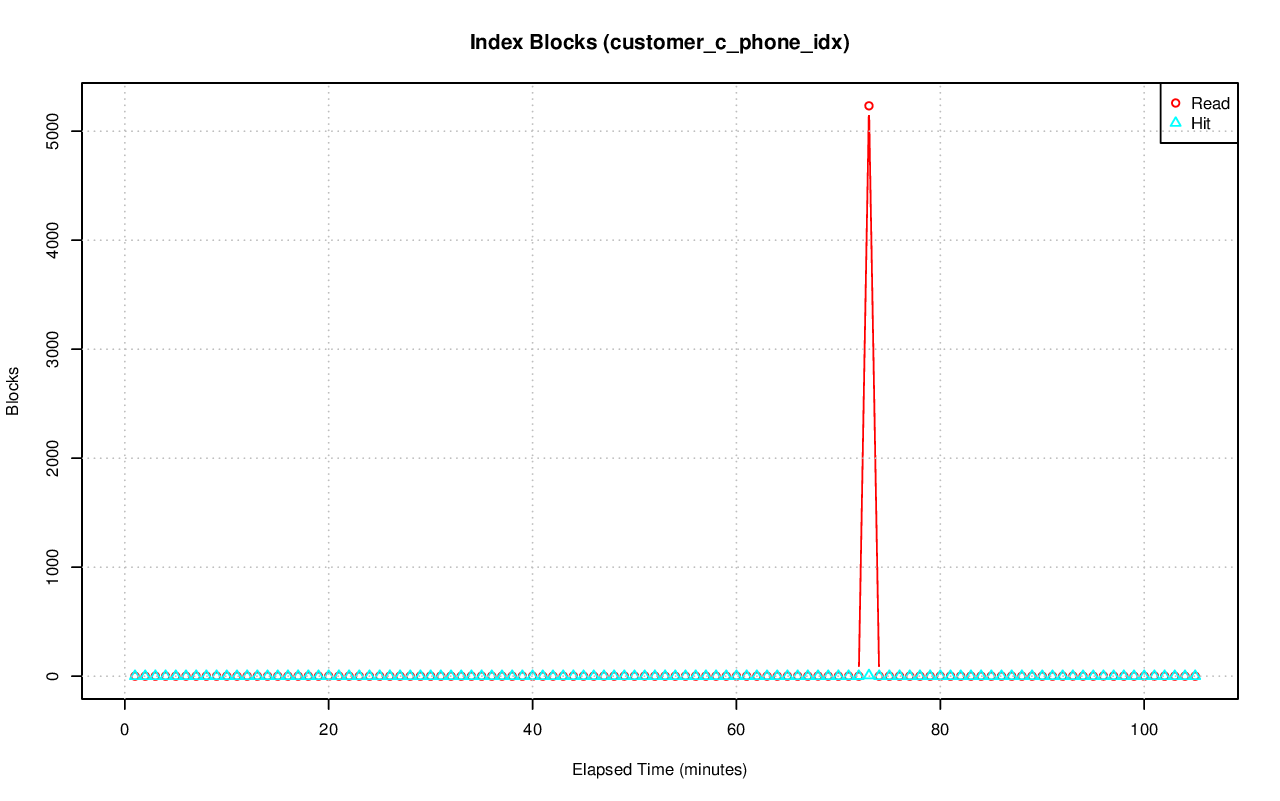 Index Blocks (customer_c_phone_idx)
Read
Hit
5000
4000
3000
2000
1000
0
Blocks
0 20 40 60 80 100
Elapsed Time (minutes)